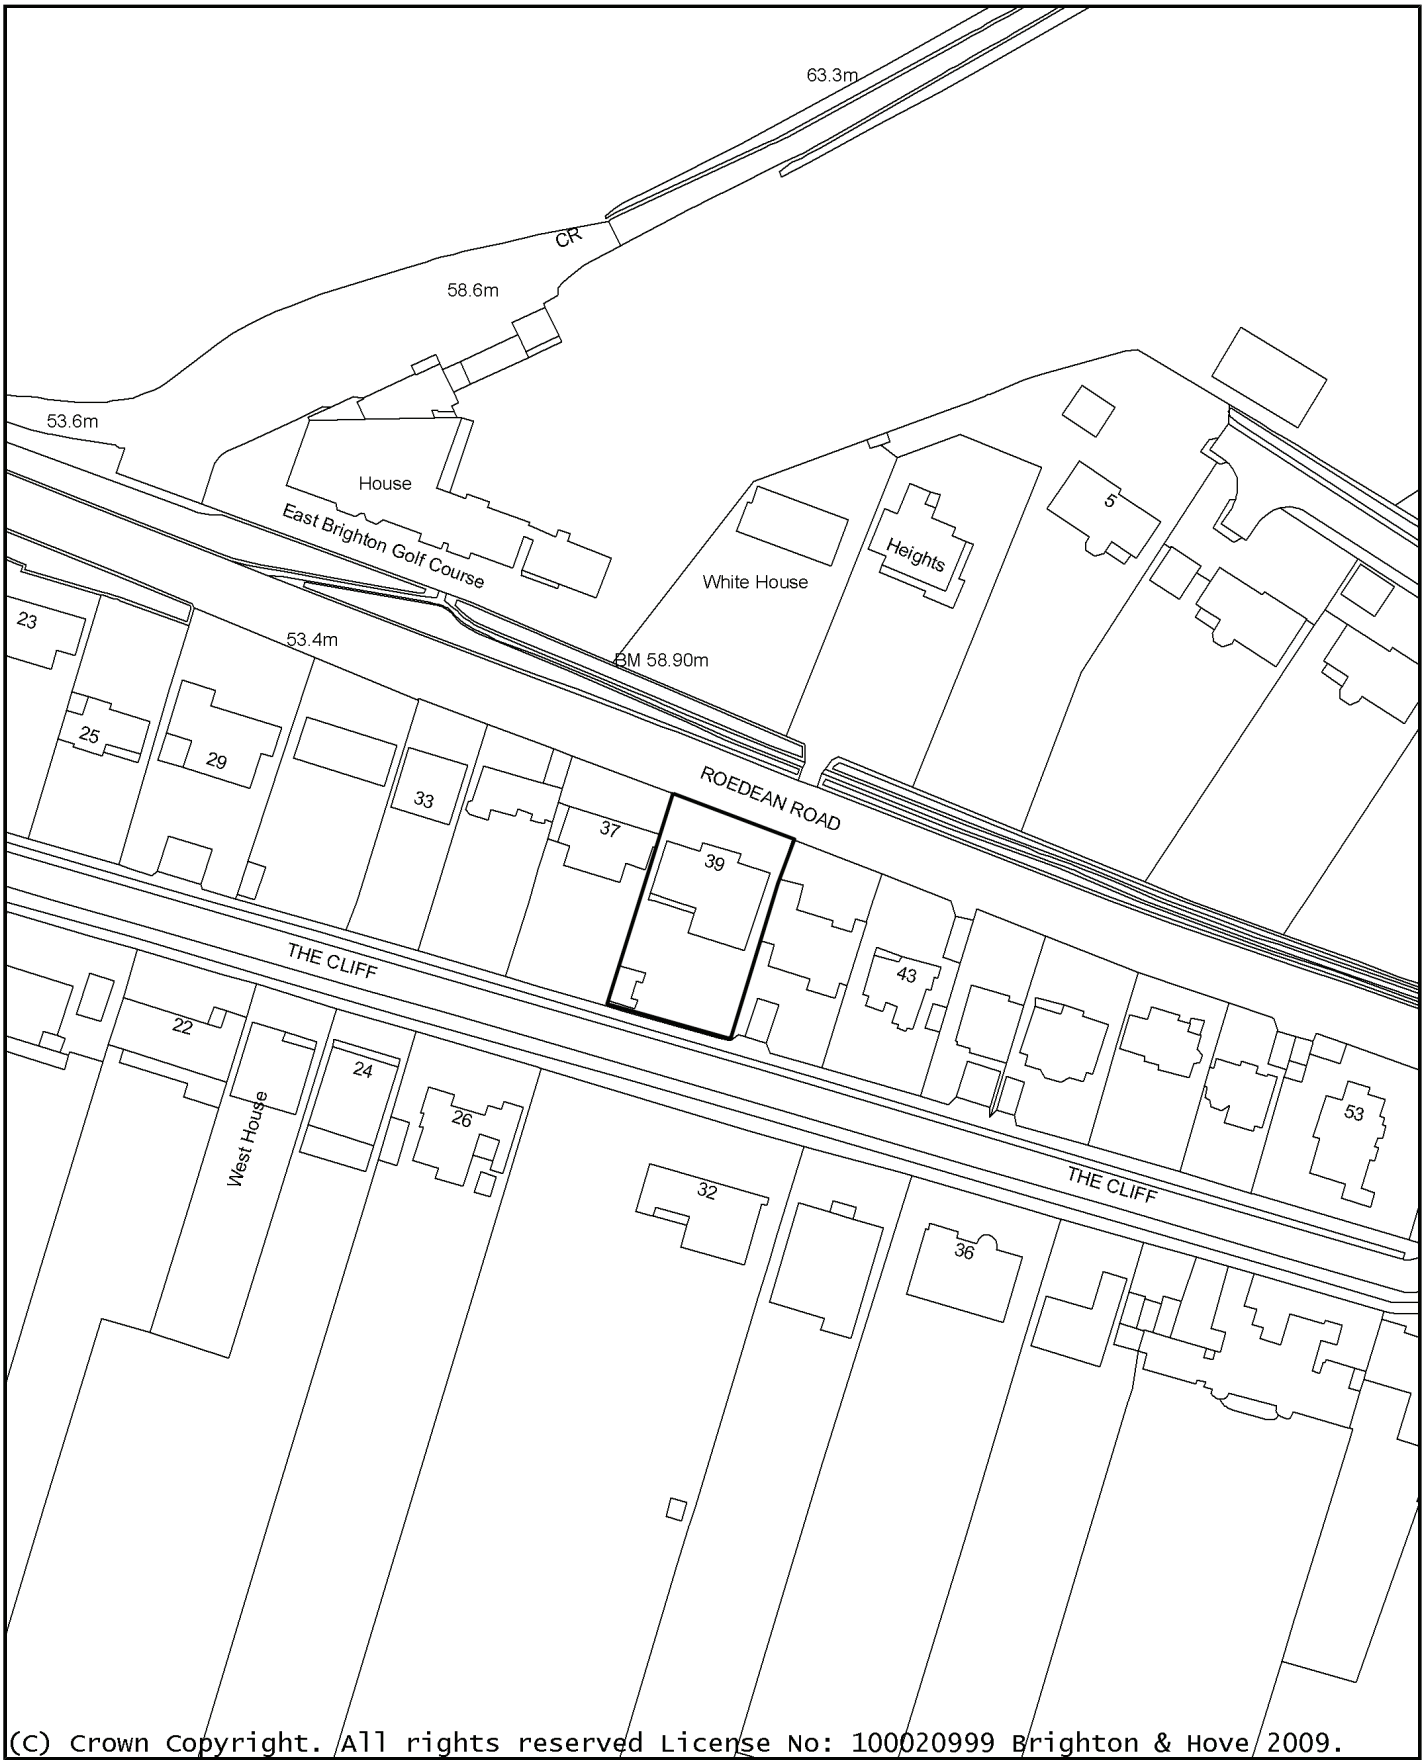 63.3m
CR
58.6m
53.6m
House
East Brighton Golf Course
5
Heights
White House
23
53.4m
BM 58.90m
25
29
ROEDEAN ROAD
33
37
39
THE CLIFF
43
22
24
26
West House
53
THE CLIFF
32
36
(C) Crown Copyright. All rights reserved License No: 100020999 Brighton & Hove 2009.